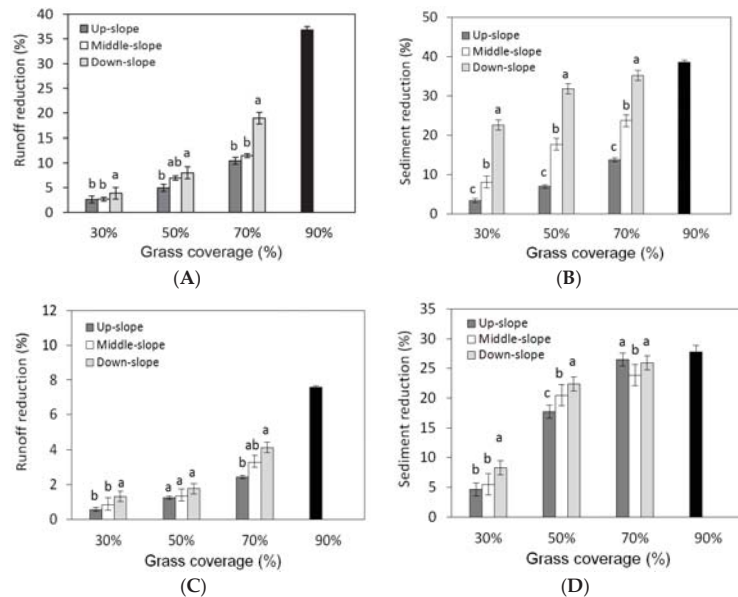 40
35
30
25
20
15
10
5
0
Runoff reduction (%)
Up-slope
Middle-slope
Down-slope
b b a
b ab a
b b a
30% 50% 70% 90%
Grass coverage (%)
(A)
50
40
30
20
10
0
Sediment reduction (%)
Up-slope
Middle-slope
Down-slope
c b a
c b a
c b a
30% 50% 70% 90%
Grass coverage (%)
(B)
12
10
8
6
4
2
0
Runoff reduction (%)
Up-slope
Middle-slope
Down-slope
b b a
a a a
b ab a
30% 50% 70% 90%
Grass coverage (%)
(C)
35
30
25
20
15
10
5
0
Sediment reduction (%)
Up-slope
Middle-slope
Down-slope
b b a
c b a
a b a
30% 50% 70% 90%
Grass coverage (%)
(D)